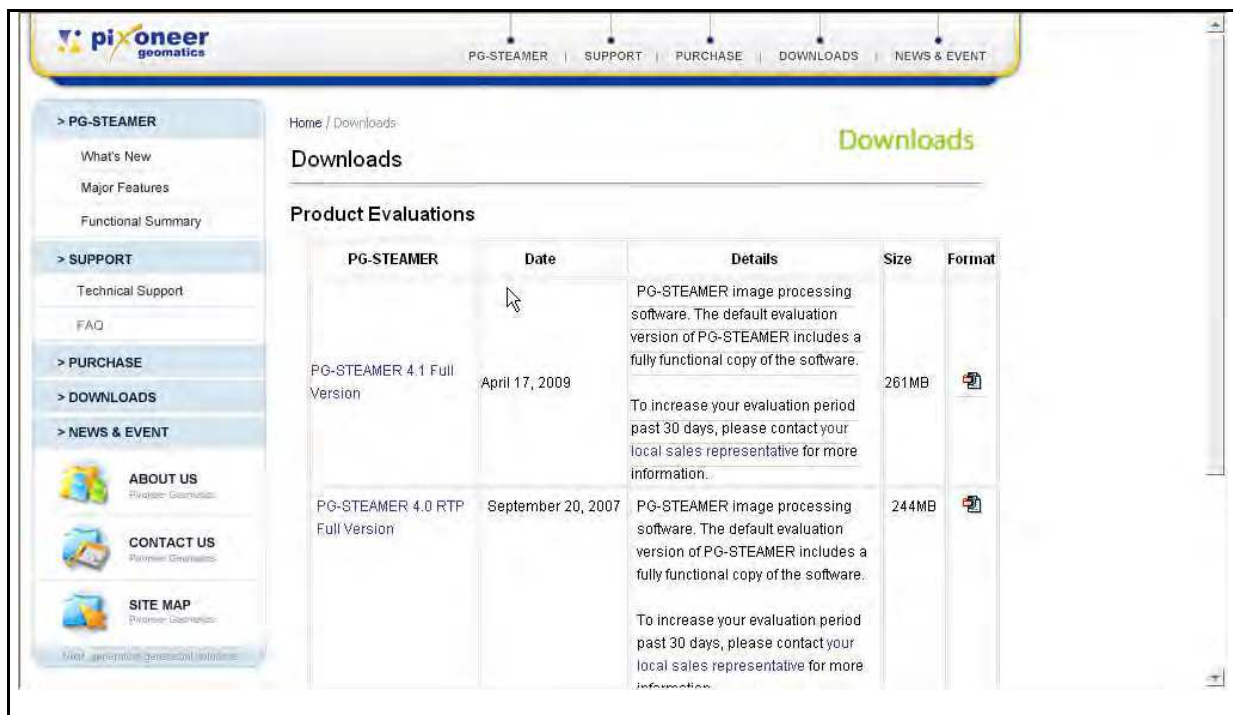 pixoneer
geomatics
PG-STEAMER | SUPPORT | PURCHASE | DOWNLOADS | NEWS & EVENT
> PG-STEAMER
What's New
Major Features
Functional Summary
> SUPPORT
Technical Support
FAQ
> PURCHASE
> DOWNLOADS
> NEWS & EVENT
ABOUT US
Pixoneer Geomatics
CONTACT US
Pixoneer Geomatics
SITE MAP
Pixoneer Geomatics
Home / Downloads
Downloads
Downloads
Product Evaluations
PG-STEAMER Date Details Size Format
PG-STEAMER 4.1 Full
Version
April 17, 2009
PG-STEAMER image processing
software. The default evaluation
version of PG-STEAMER includes a
fully functional copy of the software.
To increase your evaluation period
past 30 days, please contact your
local sales representative for more
information.
261MB
PG-STEAMER 4.0 RTP
Full Version
September 20, 2007
PG-STEAMER image processing
software. The default evaluation
version of PG-STEAMER includes a
fully functional copy of the software.
To increase your evaluation period
past 30 days, please contact your
local sales representative for more
information.
244MB